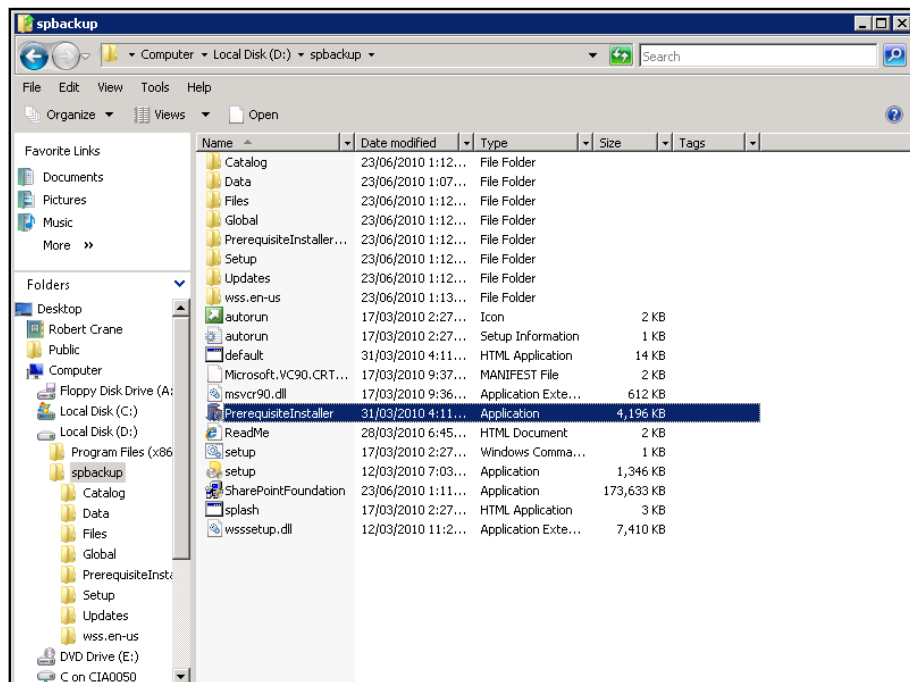 spbackup
Computer Local Disk (D:) spbackup Search
File Edit View Tools Help
Organize Views Open
Favorite Links
Documents
Pictures
Music
More »
Folders
Desktop
Robert Crane
Public
Computer
Floppy Disk Drive (A:
Local Disk (C:)
Local Disk (D:)
Program Files (x86
spbackup
Catalog
Data
Files
Global
PrerequisiteInsta
Setup
Updates
wss.en-us
DVD Drive (E:)
C on CIA0050
Name Date modified Type Size Tags
Catalog 23/06/2010 1:12... File Folder
Data 23/06/2010 1:07... File Folder
Files 23/06/2010 1:12... File Folder
Global 23/06/2010 1:12... File Folder
PrerequisiteInstaller... 23/06/2010 1:12... File Folder
Setup 23/06/2010 1:12... File Folder
Updates 23/06/2010 1:12... File Folder
wss.en-us 23/06/2010 1:13... File Folder
autorun 17/03/2010 2:27... Icon 2 KB
autorun 17/03/2010 2:27... Setup Information 1 KB
default 31/03/2010 4:11... HTML Application 14 KB
Microsoft.VC90.CRT... 17/03/2010 9:37... MANIFEST File 2 KB
msvcr90.dll 17/03/2010 9:36... Application Exte... 612 KB
PrerequisiteInstaller 31/03/2010 4:11... Application 4,196 KB
ReadMe 28/03/2010 6:45... HTML Document 2 KB
setup 17/03/2010 2:27... Windows Comma... 1 KB
setup 12/03/2010 7:03... Application 1,346 KB
SharePointFoundation 23/06/2010 1:11... Application 173,633 KB
splash 17/03/2010 2:27... HTML Application 3 KB
wsssetup.dll 12/03/2010 11:2... Application Exte... 7,410 KB